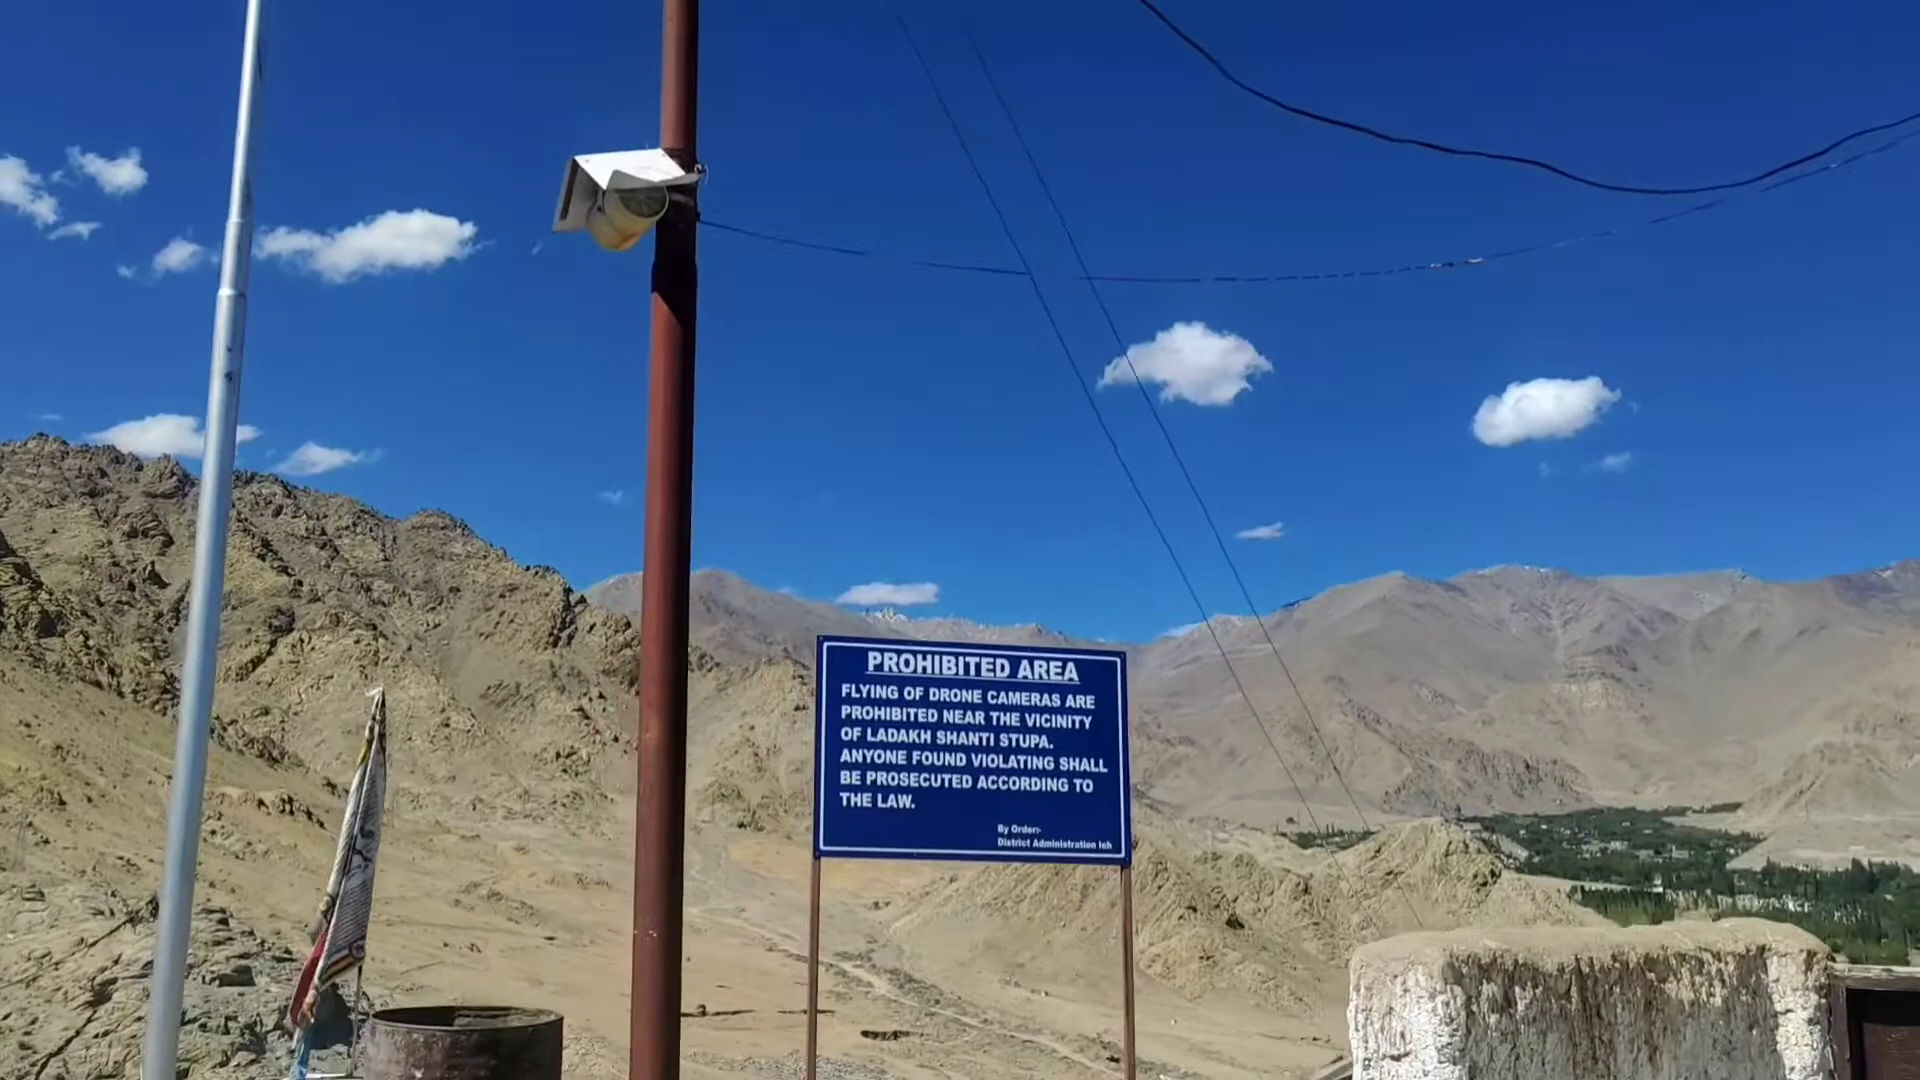 PROHIBITED AREA
FLYING OF DRONE CAMERAS ARE
PROHIBITED NEAR THE VICINITY
OF LADAKH SHANTI STUPA.
ANYONE FOUND VIOLATING SHALL
BE PROSECUTED ACCORDING TO
THE LAW.
By Order:-
District Administration leh